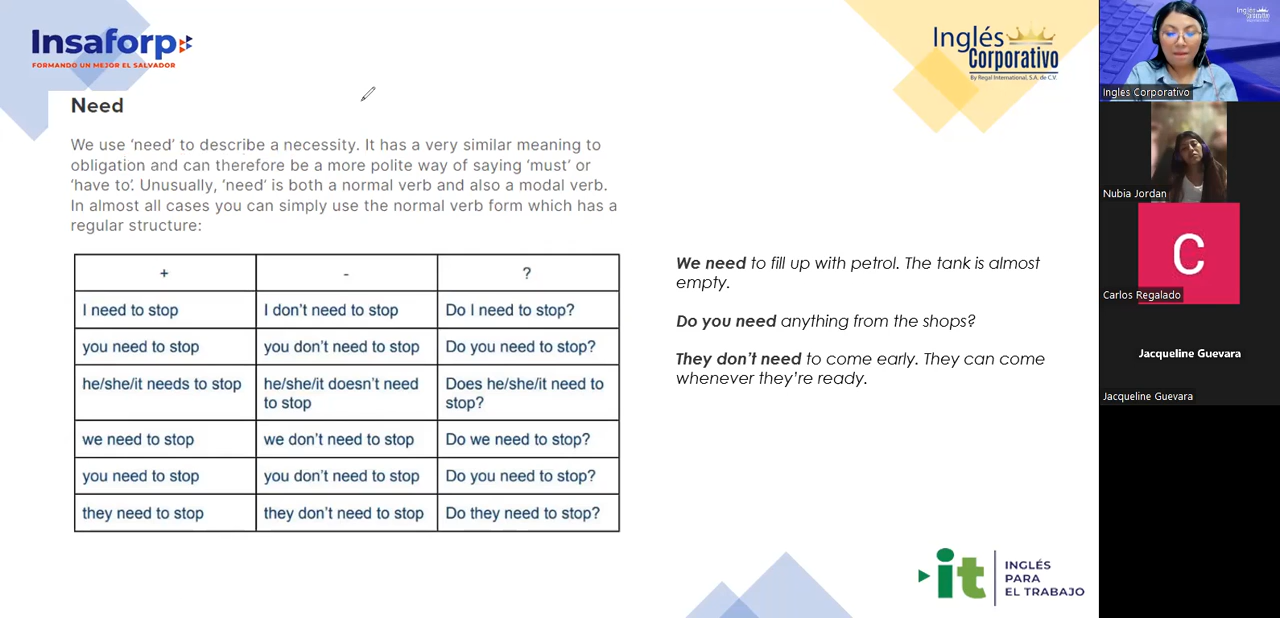 Insaforp
FORMANDO UN MEJOR EL SALVADOR
Inglés
Corporativo
By Regal International, S.A. de C.V.
Need
We use ‘need’ to describe a necessity. It has a very similar meaning to
obligation and can therefore be a more polite way of saying ‘must’ or
‘have to’. Unusually, ‘need’ is both a normal verb and also a modal verb.
In almost all cases you can simply use the normal verb form which has a
regular structure:
+ - ?
I need to stop I don’t need to stop Do I need to stop?
you need to stop you don’t need to stop Do you need to stop?
he/she/it needs to stop he/she/it doesn’t need Does he/she/it need to
to stop stop?
we need to stop we don’t need to stop Do we need to stop?
you need to stop you don’t need to stop Do you need to stop?
they need to stop they don’t need to stop Do they need to stop?
We need to fill up with petrol. The tank is almost
empty.
Do you need anything from the shops?
They don’t need to come early. They can come
whenever they’re ready.
it
INGLÉS
PARA
EL TRABAJO
Inglés
Ingles Corporativo
Nubia Jordan
C
Carlos Regalado
Jacqueline Guevara
Jacqueline Guevara